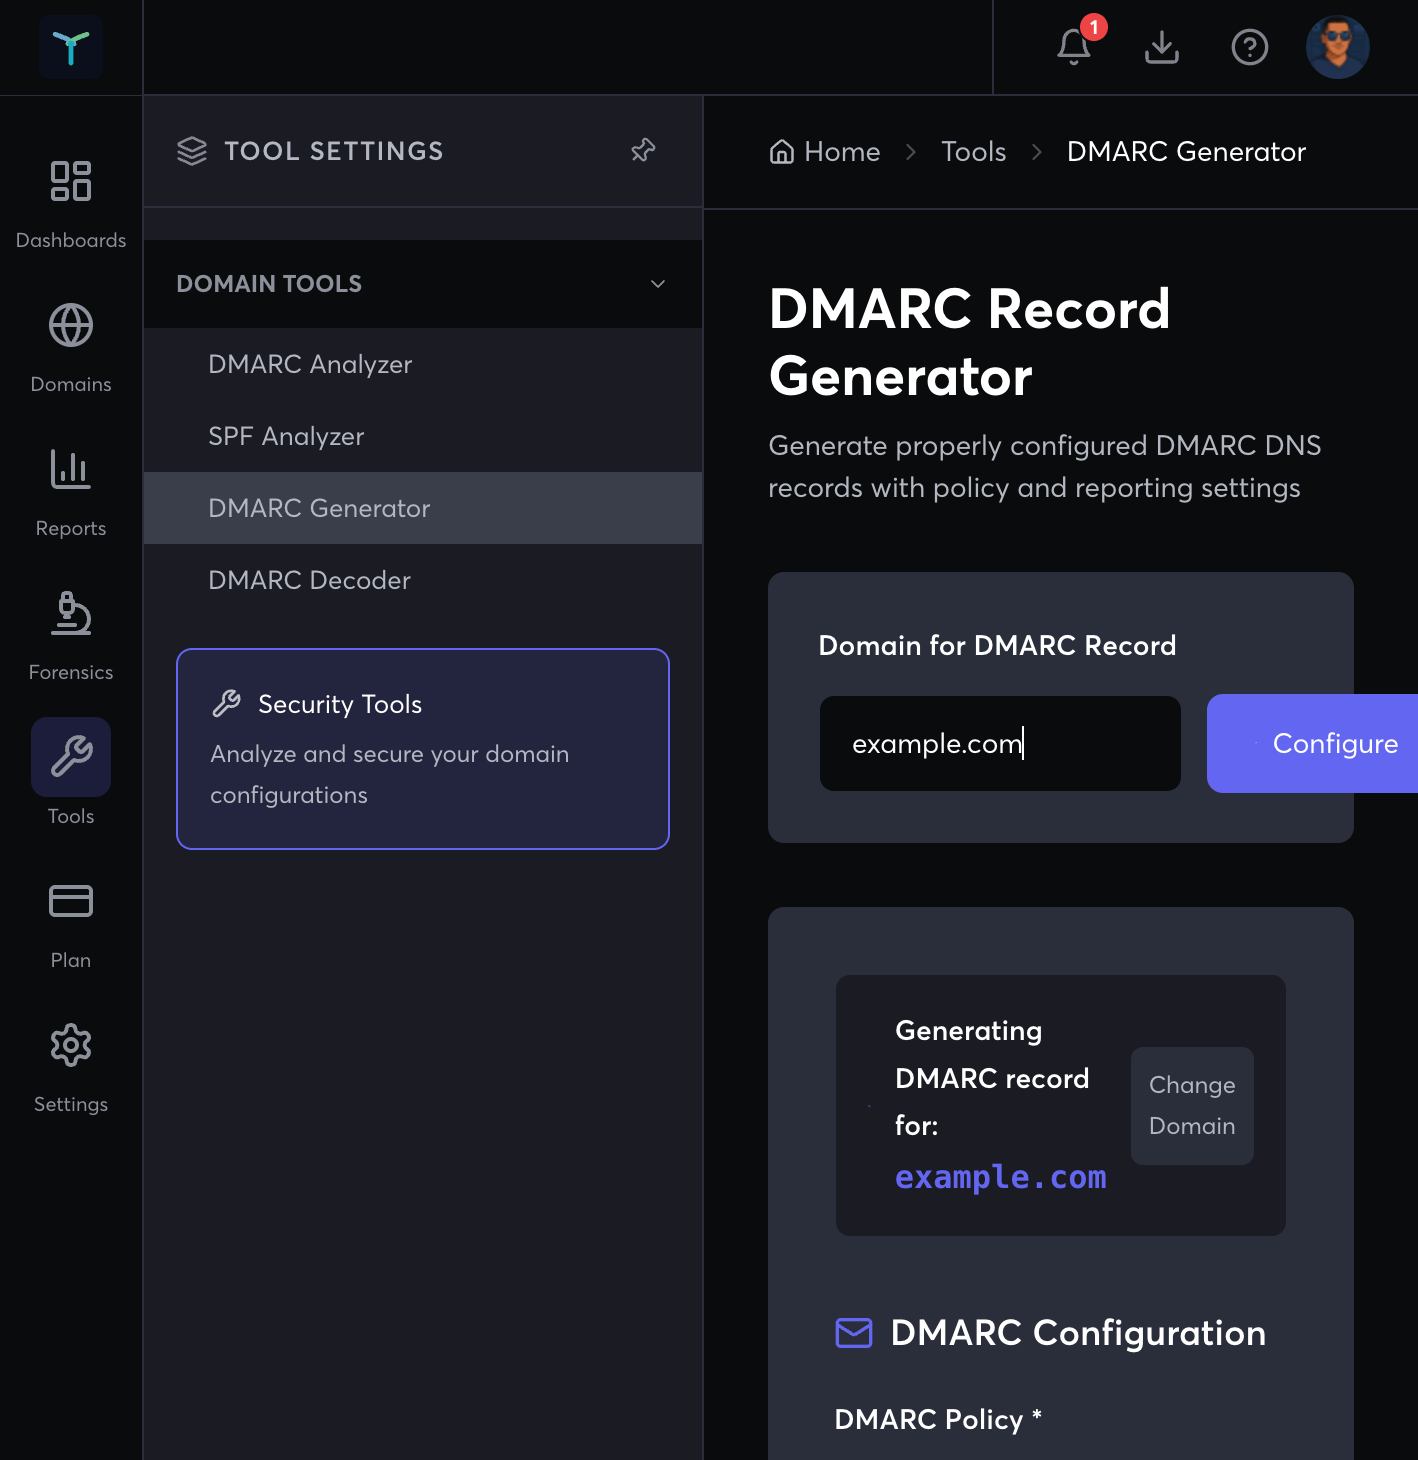 1
Dashboards
Domains
Reports
Forensics
Tools
Plan
Settings
TOOL SETTINGS
DOMAIN TOOLS
DMARC Analyzer
SPF Analyzer
DMARC Generator
DMARC Decoder
Security Tools
Analyze and secure your domain
configurations
Home
Tools
DMARC Generator
DMARC Record
Generator
Generate properly configured DMARC DNS
records with policy and reporting settings
Domain for DMARC Record
example.com
Configure
Generating
DMARC record
for:
example.com
Change
Domain
DMARC Configuration
DMARC Policy *